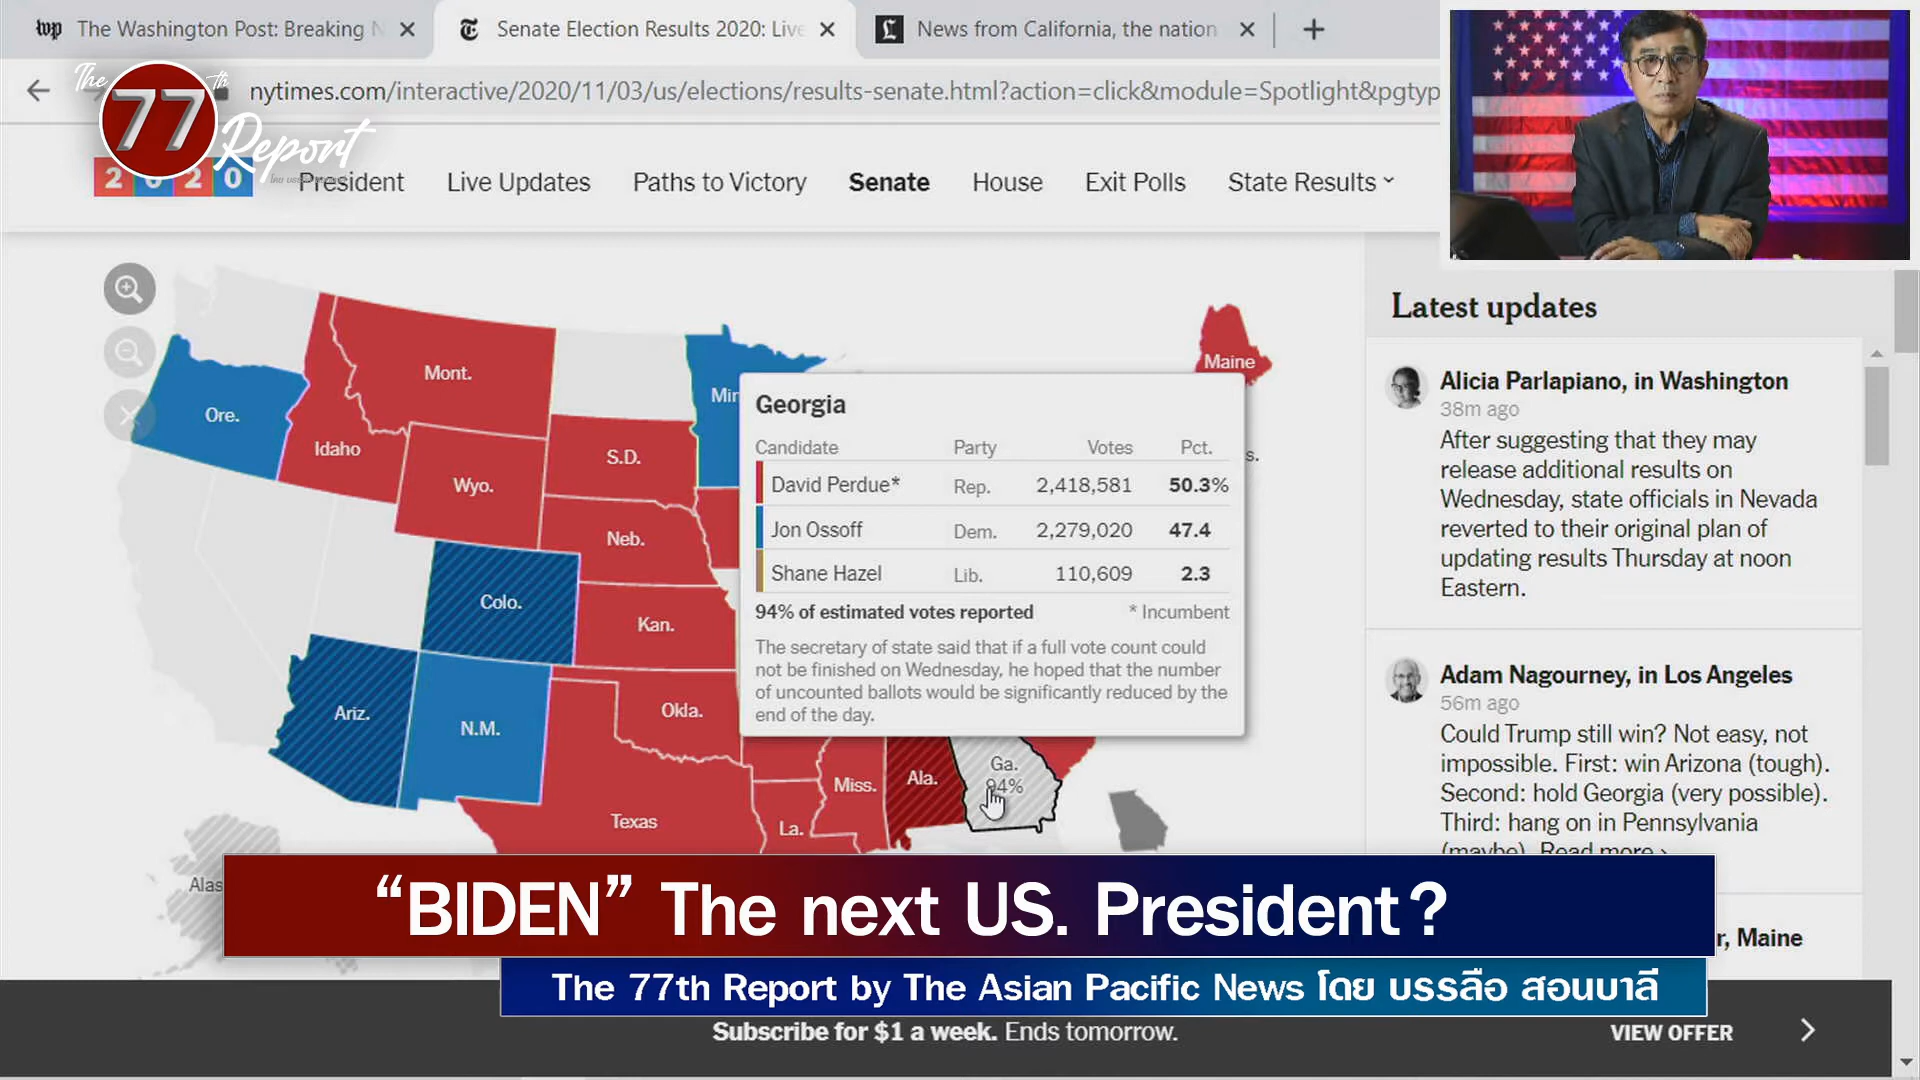 The Washington Post: Breaking N
Senate Election Results 2020: Live
News from California, the nation
nytimes.com/interactive/2020/11/03/us/elections/results-senate.html?action=click&module=Spotlight&pgtyp
The 77th Report
2020
President
Live Updates
Paths to Victory
Senate
House
Exit Polls
State Results
Maine
Mont.
Ore.
Idaho
Wyo.
S.D.
Min
s.
Neb.
Colo.
Kan.
Ariz.
N.M.
Okla.
Texas
La.
Miss.
Ala.
Ga.
94%
Alas
Georgia
Candidate Party Votes Pct.
David Perdue* Rep. 2,418,581 50.3%
Jon Ossoff Dem. 2,279,020 47.4
Shane Hazel Lib. 110,609 2.3
94% of estimated votes reported * Incumbent
The secretary of state said that if a full vote count could
not be finished on Wednesday, he hoped that the number
of uncounted ballots would be significantly reduced by the
end of the day.
Latest updates
Alicia Parlapiano, in Washington
38m ago
After suggesting that they may
release additional results on
Wednesday, state officials in Nevada
reverted to their original plan of
updating results Thursday at noon
Eastern.
Adam Nagourney, in Los Angeles
56m ago
Could Trump still win? Not easy, not
impossible. First: win Arizona (tough).
Second: hold Georgia (very possible).
Third: hang on in Pennsylvania
(maybe). Read more ›
r, Maine
“BIDEN” The next US. President?
The 77th Report by The Asian Pacific News โดย บรรลือ สอนบาลี
Subscribe for $1 a week. Ends tomorrow.
VIEW OFFER